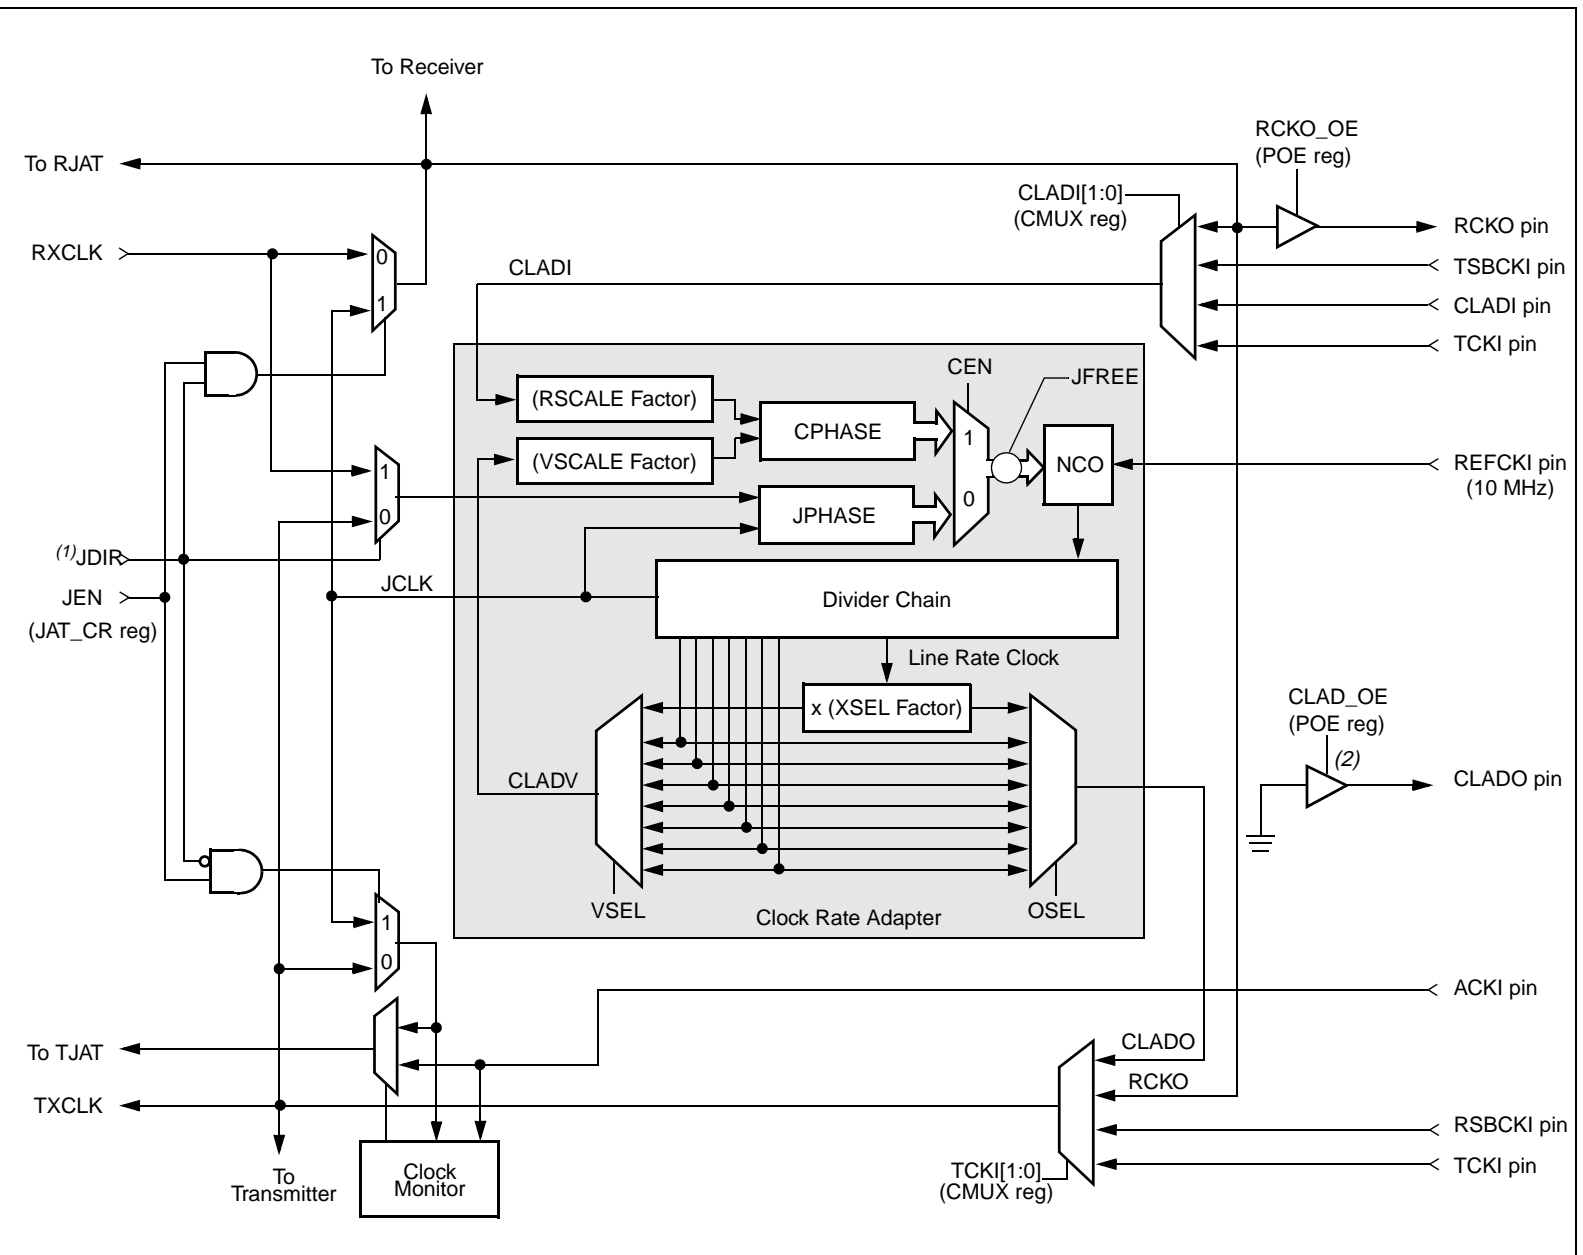 To Receiver
To RJAT
RCKO_OE
(POE reg)
CLADI[1:0]
(CMUX reg)
RXCLK
0
1
RCKO pin
TSBCKI pin
CLADI
CLADI pin
TCKI pin
CEN
JFREE
(RSCALE Factor)
CPHASE
1
(VSCALE Factor)
NCO
REFCKI pin
(10 MHz)
1
0
0
JPHASE
(1)JDIR
JEN
(JAT_CR reg)
JCLK
Divider Chain
Line Rate Clock
x (XSEL Factor)
CLAD_OE
(POE reg)
(2)
CLADV
CLADO pin
VSEL
OSEL
Clock Rate Adapter
1
0
ACKI pin
To TJAT
CLADO
RCKO
TXCLK
RSBCKI pin
TCKI pin
To
Transmitter
Clock
Monitor
TCKI[1:0]
(CMUX reg)